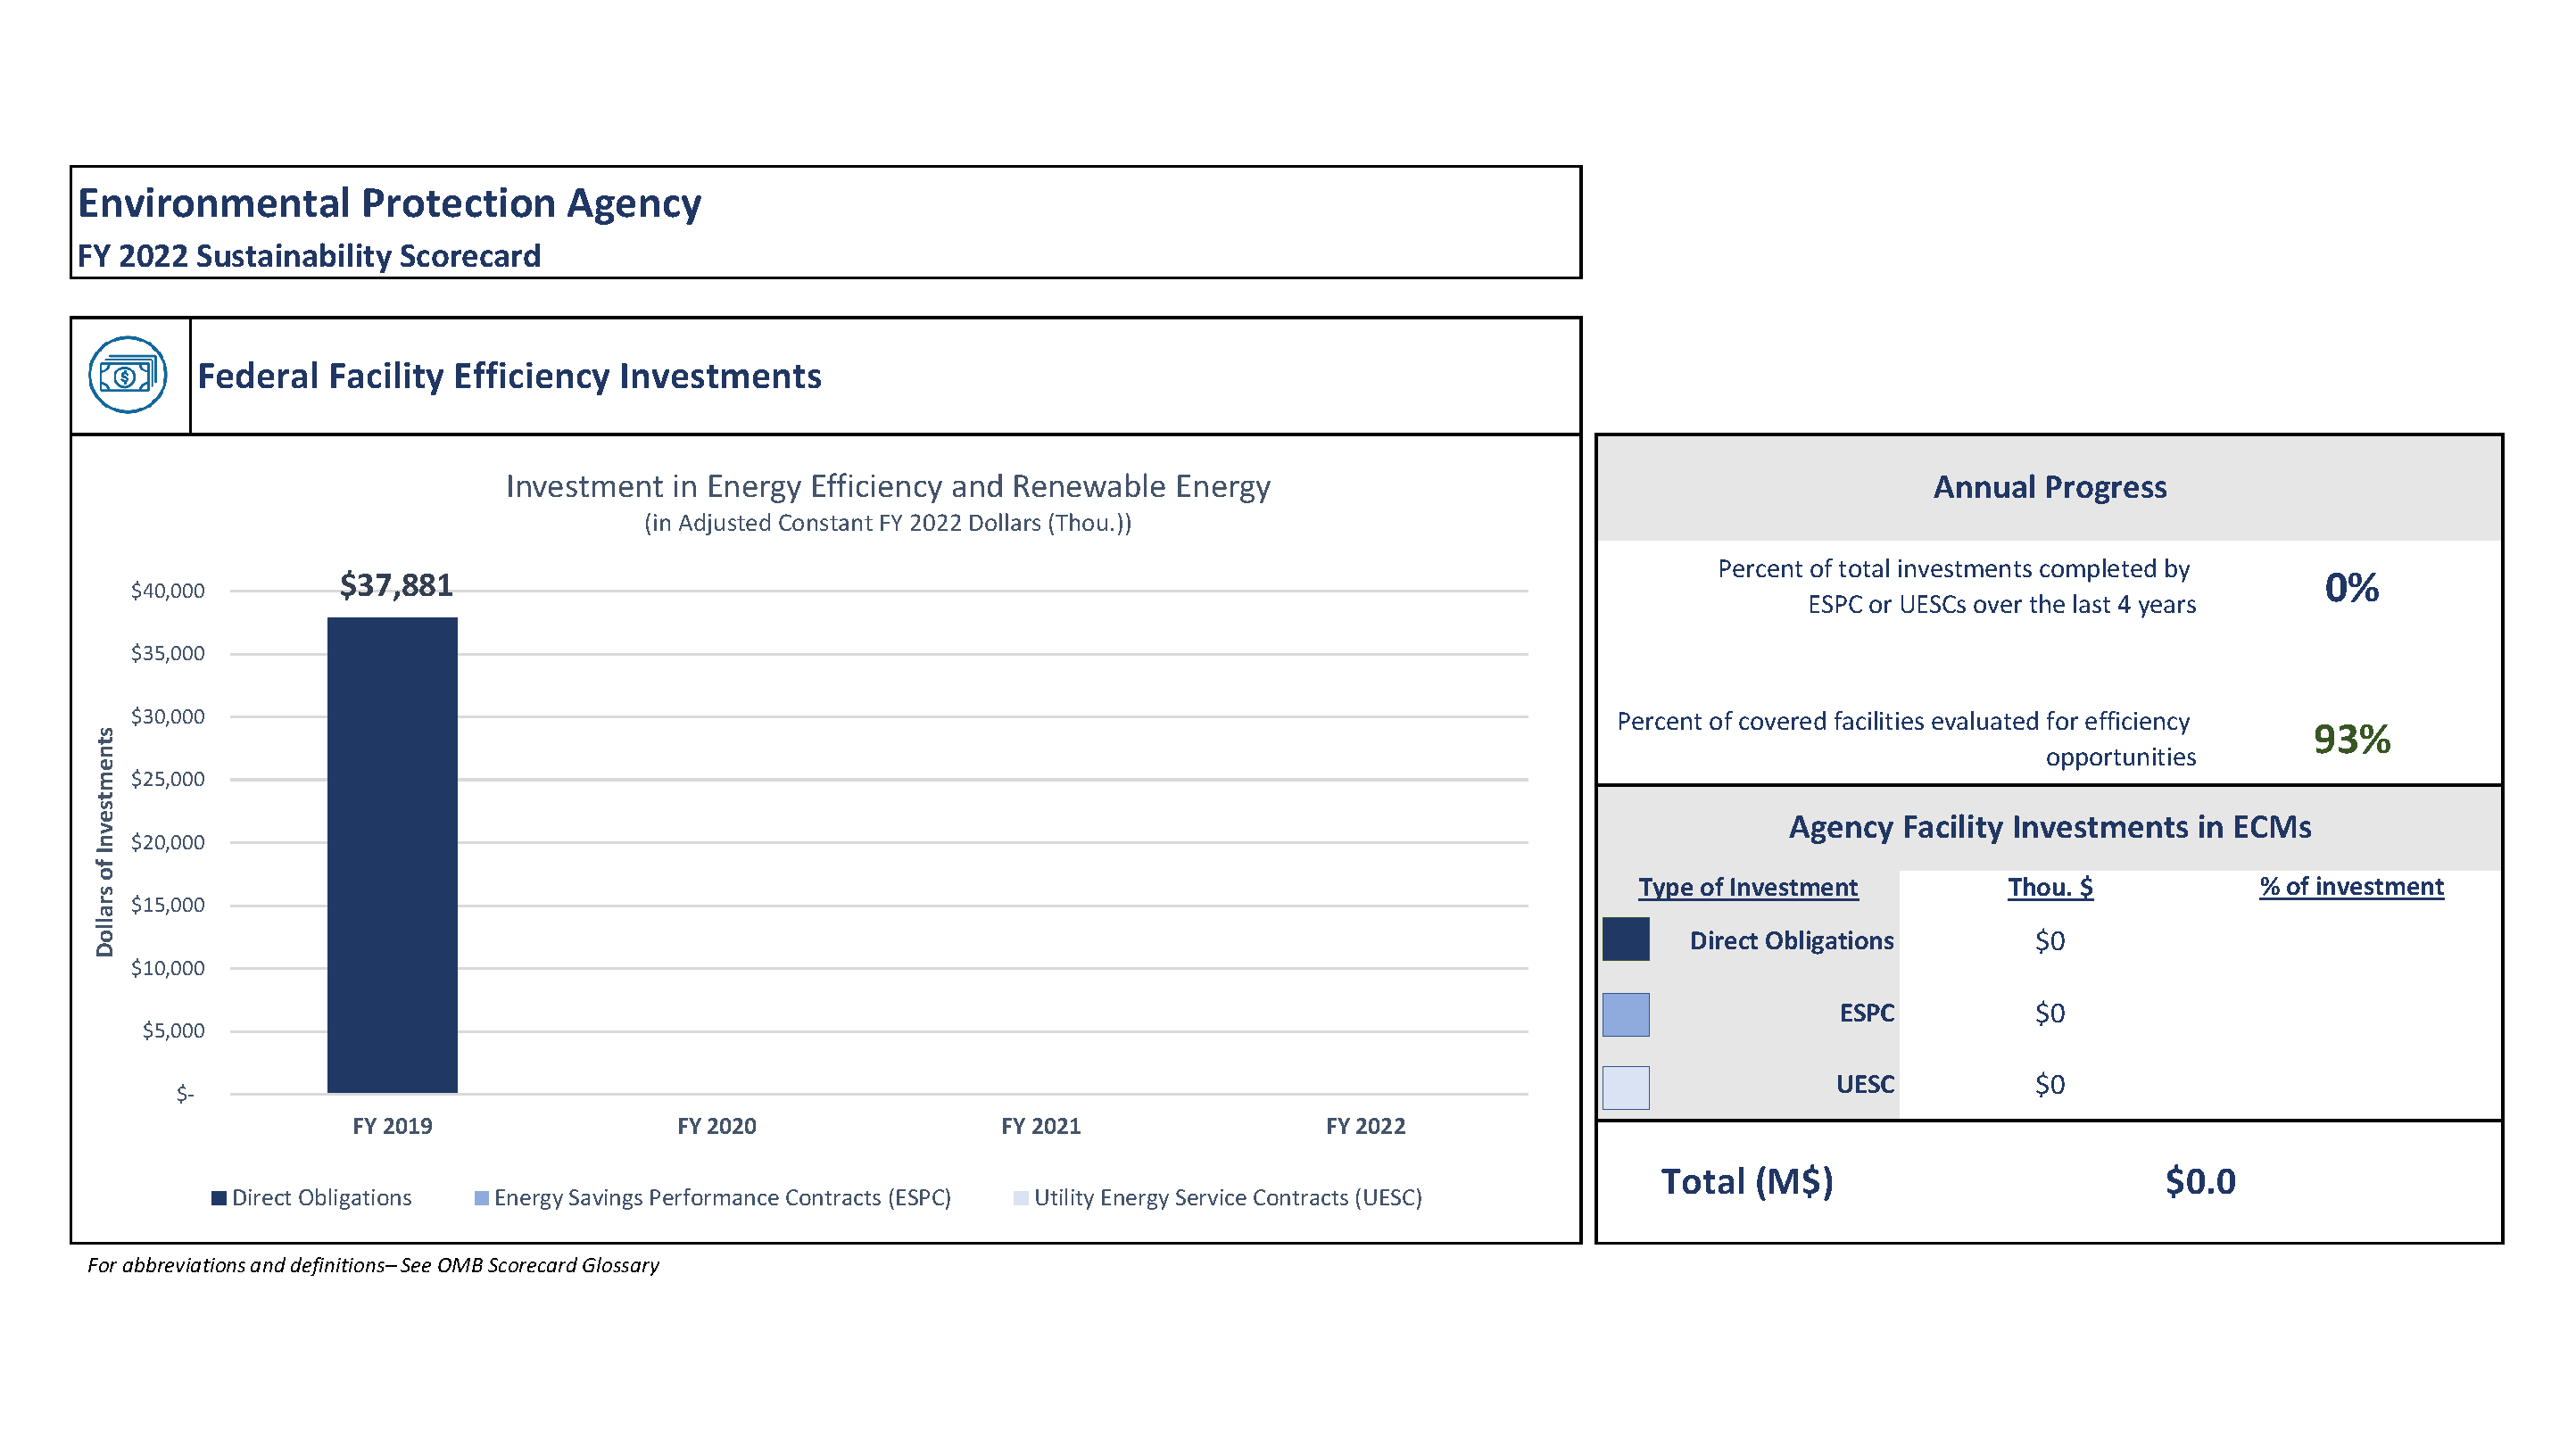 Environmental Protection Agency
FY 2022 Sustainability Scorecard
Federal Facility Efficiency Investments
Investment in Energy Efficiency and Renewable Energy
(in Adjusted Constant FY 2022 Dollars (Thou.))
Dollars of Investments
$40,000
$35,000
$30,000
$25,000
$20,000
$15,000
$10,000
$5,000
$-
$37,881
FY 2019 FY 2020 FY 2021 FY 2022
Direct Obligations Energy Savings Performance Contracts (ESPC) Utility Energy Service Contracts (UESC)
Annual Progress
Percent of total investments completed by
ESPC or UESCs over the last 4 years
0%
Percent of covered facilities evaluated for efficiency
opportunities
93%
Agency Facility Investments in ECMs
Type of Investment Thou. $ % of investment
Direct Obligations $0
ESPC $0
UESC $0
Total (M$) $0.0
For abbreviations and definitions– See OMB Scorecard Glossary